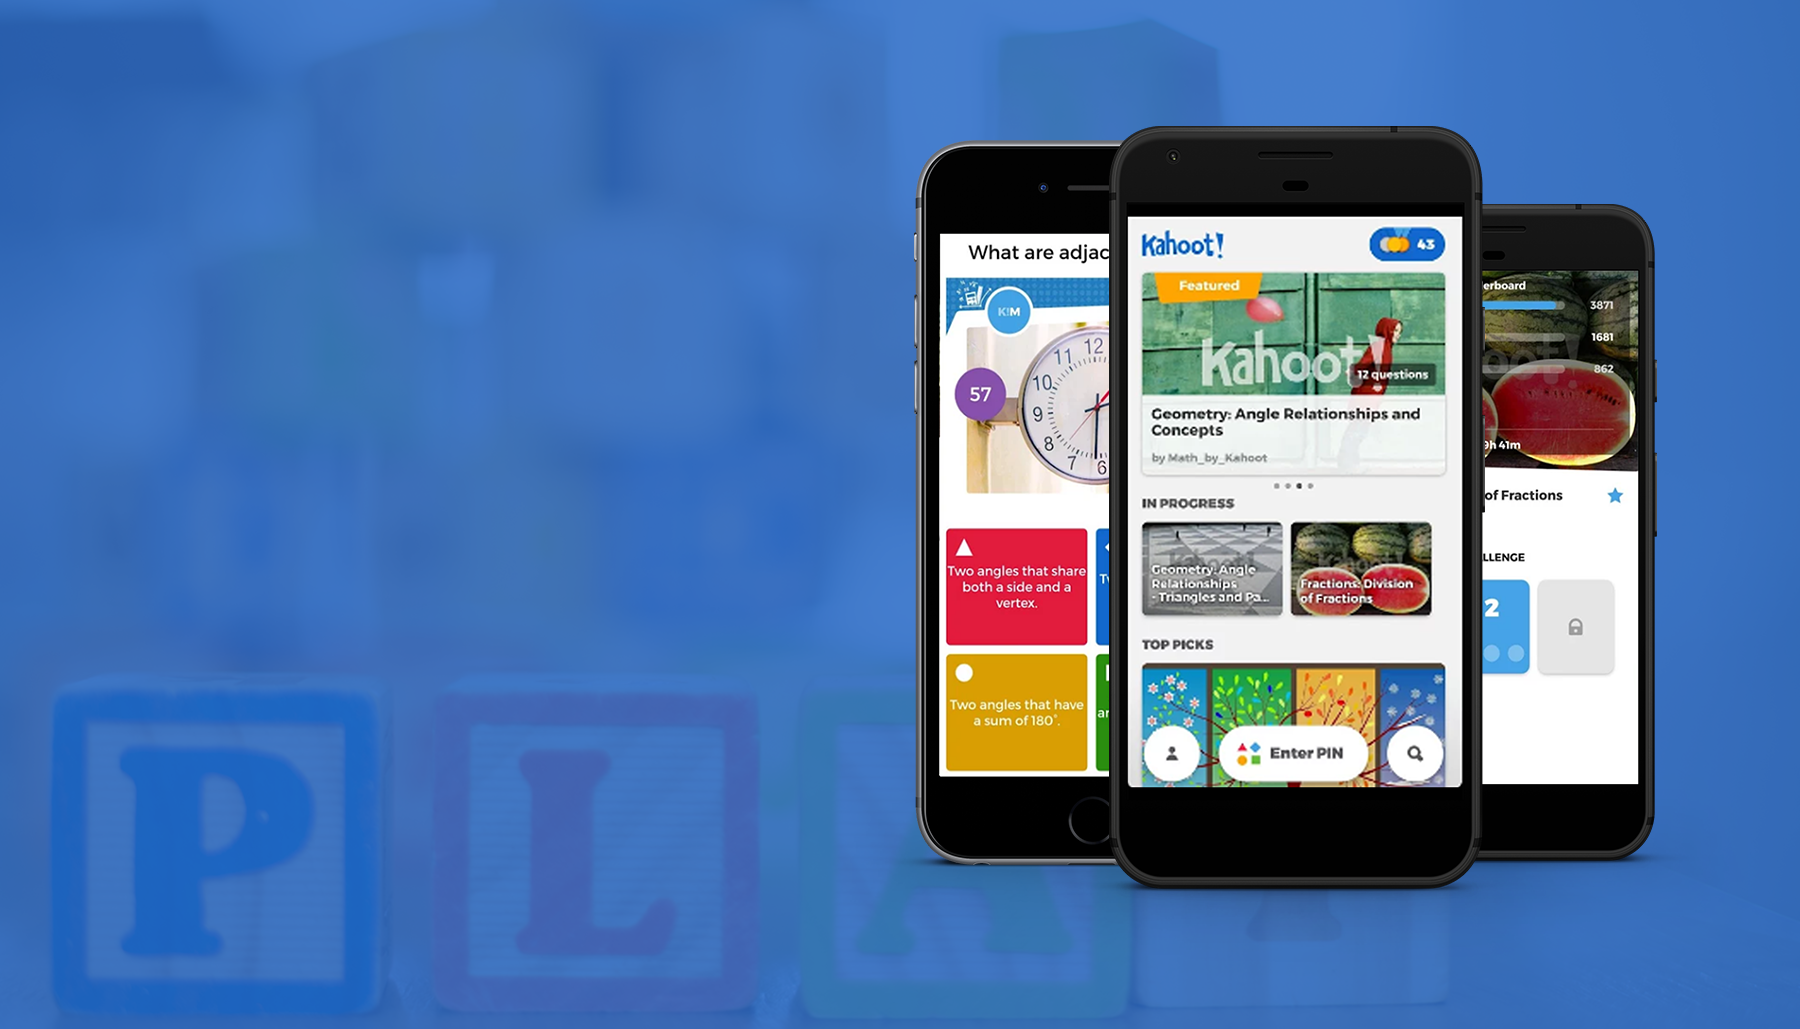 P
L
A
What are adjac
K!M
57
12
11
10
9
8
7
6
Two angles that share
both a side and a
vertex.
Two angles that have
a sum of 180°.
Kahoot!
43
Featured
Kahoot!
12 questions
Geometry: Angle Relationships and
Concepts
by Math_by_Kahoot
IN PROGRESS
Geometry: Angle
Relationships
- Triangles and Pa...
Fractions: Division
of Fractions
TOP PICKS
Enter PIN
erboard
3871
1681
862
9h 41m
of Fractions
LLENGE
2